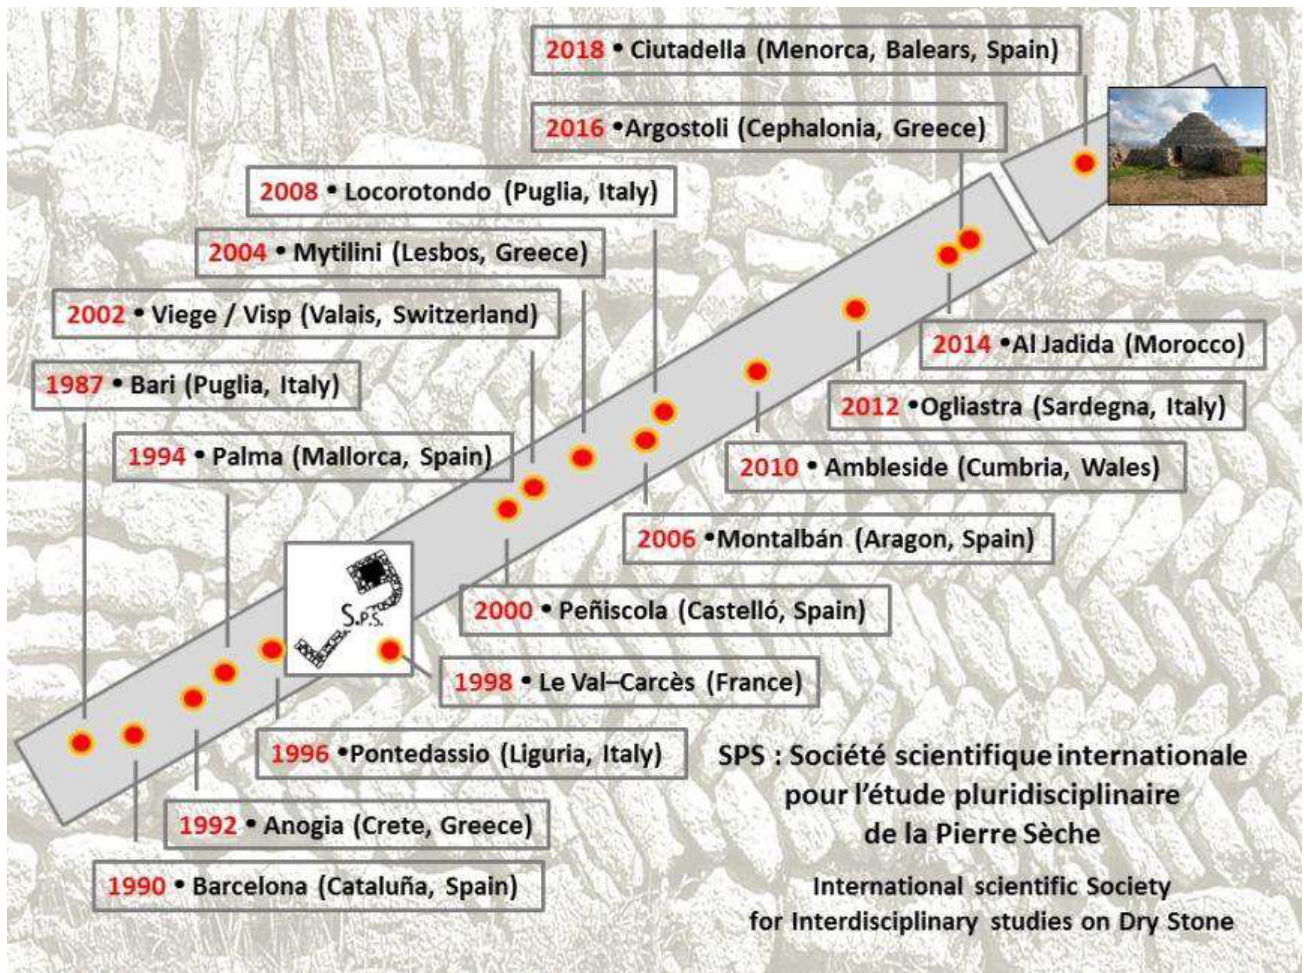 2018 • Ciutadella (Menorca, Balears, Spain)
2016 •Argostoli (Cephalonia, Greece)
2008 • Locorotondo (Puglia, Italy)
2004 • Mytilini (Lesbos, Greece)
2002 • Viege / Visp (Valais, Switzerland)
1987 • Bari (Puglia, Italy)
1994 • Palma (Mallorca, Spain)
2014 •Al Jadida (Morocco)
2012 •Ogliastra (Sardegna, Italy)
2010 • Ambleside (Cumbria, Wales)
2006 •Montalbán (Aragon, Spain)
2000 • Peñiscola (Castelló, Spain)
S.P.S.
1998 • Le Val–Carcès (France)
1996 •Pontedassio (Liguria, Italy)
1992 • Anogia (Crete, Greece)
1990 • Barcelona (Cataluña, Spain)
SPS : Société scientifique internationale
pour l’étude pluridisciplinaire
de la Pierre Sèche
International scientific Society
for Interdisciplinary studies on Dry Stone